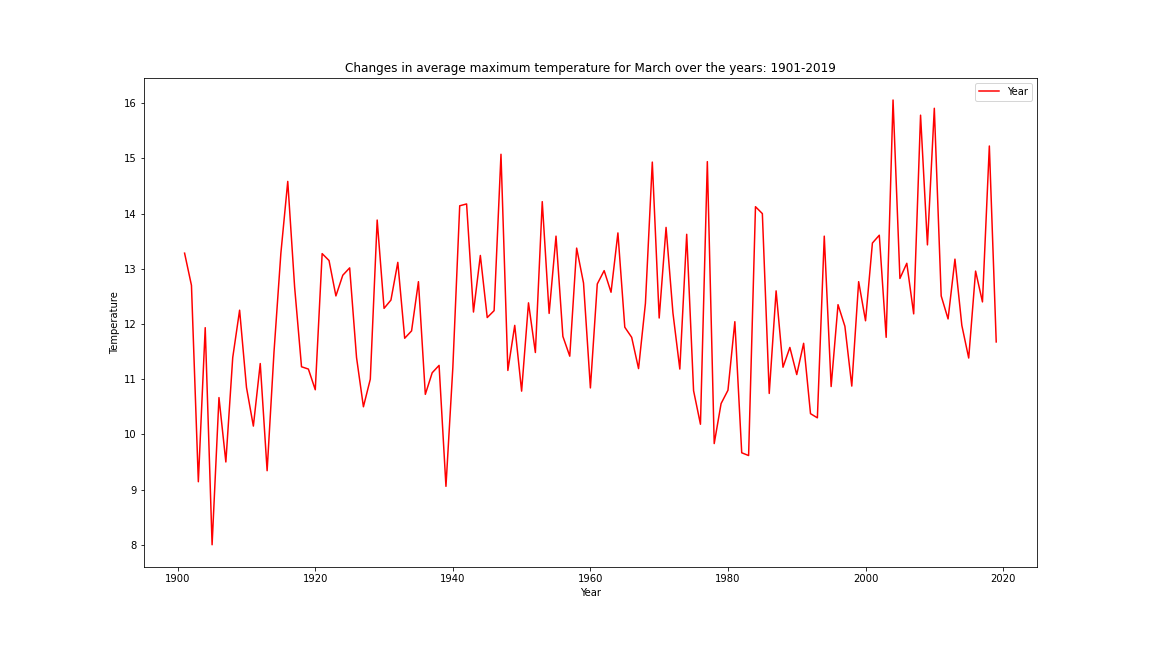 Changes in average maximum temperature for March over the years: 1901-2019
Year
16
15
14
13
12
11
10
9
8
Temperature
1900 1920 1940 1960 1980 2000 2020
Year